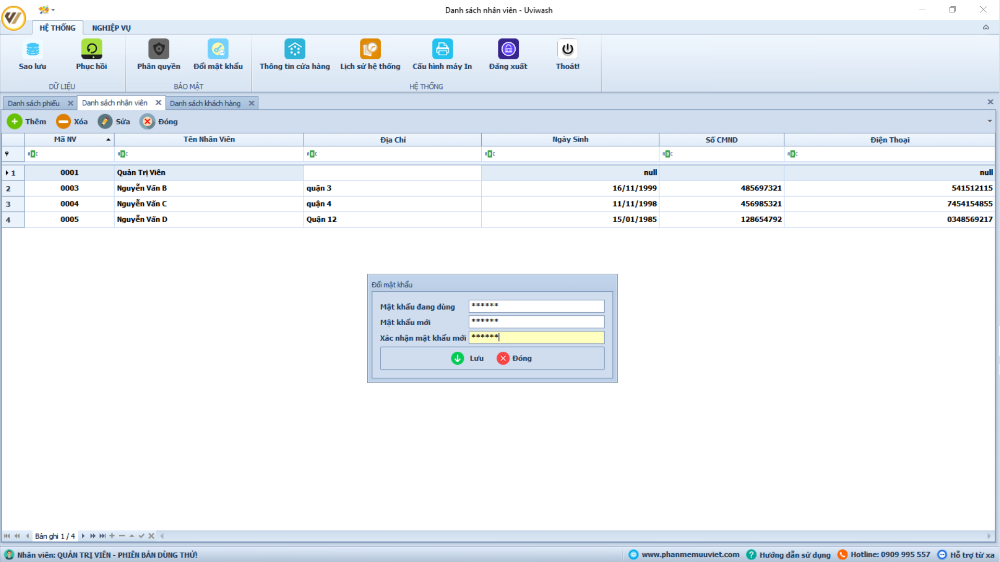 Danh sách nhân viên - Uviwash
HỆ THỐNG NGHIỆP VỤ
Sao lưu Phục hồi Phân quyền Đổi mật khẩu Thông tin cửa hàng Lịch sử hệ thống Cấu hình máy In Đăng xuất Thoát!
DỮ LIỆU BẢO MẬT HỆ THỐNG
Danh sách phiếu Danh sách nhân viên Danh sách khách hàng
Thêm Xóa Sửa Đóng
Mã NV Tên Nhân Viên Địa Chỉ Ngày Sinh Số CMND Điện Thoại
ABC ABC ABC ABC ABC ABC
1 0001 Quản Trị Viên null null
2 0003 Nguyễn Văn B quận 3 16/11/1999 485697321 541512115
3 0004 Nguyễn Văn C quận 4 11/11/1998 456985321 7454154855
4 0005 Nguyễn Văn D Quận 12 15/01/1985 128654792 0348569217
Đổi mật khẩu
Mật khẩu đang dùng ******
Mật khẩu mới ******
Xác nhận mật khẩu mới ******
Lưu Đóng
Bản ghi 1 / 4
Nhân viên: QUẢN TRỊ VIÊN - PHIÊN BẢN DÙNG THỬ! www.phanmemuuviet.com Hướng dẫn sử dụng Hotline: 0909 995 557 Hỗ trợ từ xa